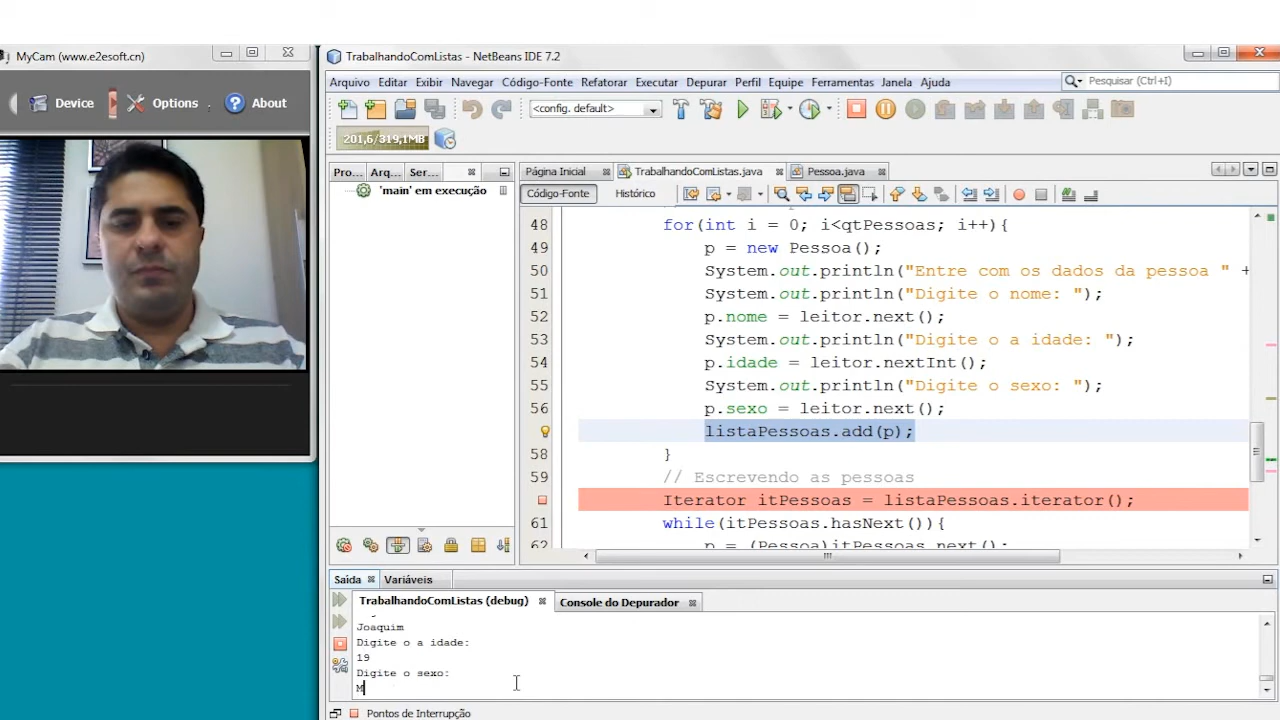 MyCam (www.e2esoft.cn)
Device
Options
About
TrabalhandoComListas - NetBeans IDE 7.2
Arquivo Editar Exibir Navegar Código-Fonte Refatorar Executar Depurar Perfil Equipe Ferramentas Janela Ajuda
Pesquisar (Ctrl+I)
<config. default>
201,6/319,1MB
Pro... Arq... Ser...
'main' em execução
Página Inicial TrabalhandoComListas.java Pessoa.java
Código-Fonte Histórico
48 for(int i = 0; i<qtPessoas; i++){
49 p = new Pessoa();
50 System.out.println("Entre com os dados da pessoa " +
51 System.out.println("Digite o nome: ");
52 p.nome = leitor.next();
53 System.out.println("Digite o a idade: ");
54 p.idade = leitor.nextInt();
55 System.out.println("Digite o sexo: ");
56 p.sexo = leitor.next();
listaPessoas.add(p);
58 }
59 // Escrevendo as pessoas
Iterator itPessoas = listaPessoas.iterator();
61 while(itPessoas.hasNext()){
62 p = (Pessoa)itPessoas.next();
Saída Variáveis
TrabalhandoComListas (debug) Console do Depurador
Joaquim
Digite o a idade:
19
Digite o sexo:
M
Pontos de Interrupção